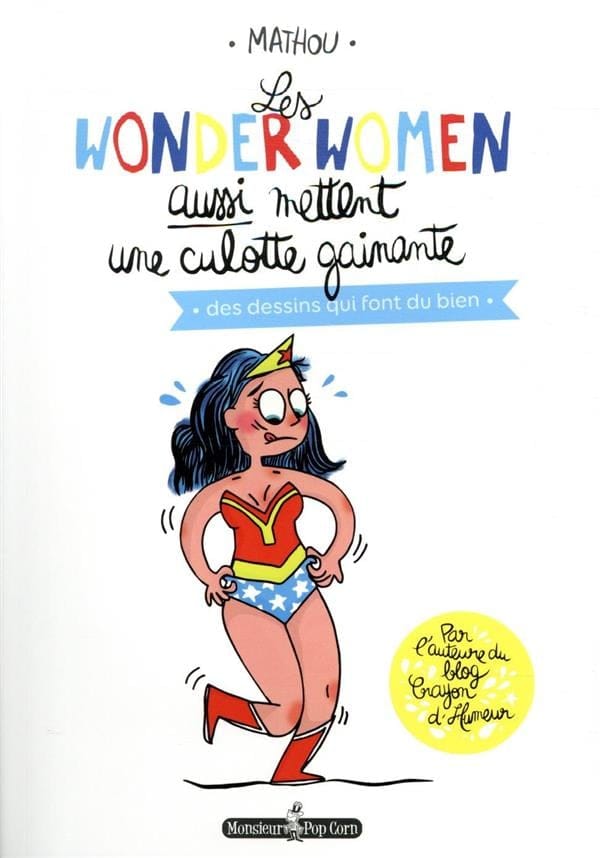 • MATHOU •
Les
WONDER WOMEN
aussi mettent
une culotte gainante
• des dessins qui font du bien •
Par
l'auteure du
blog
Crayon
d'Humeur
Monsieur Pop Corn